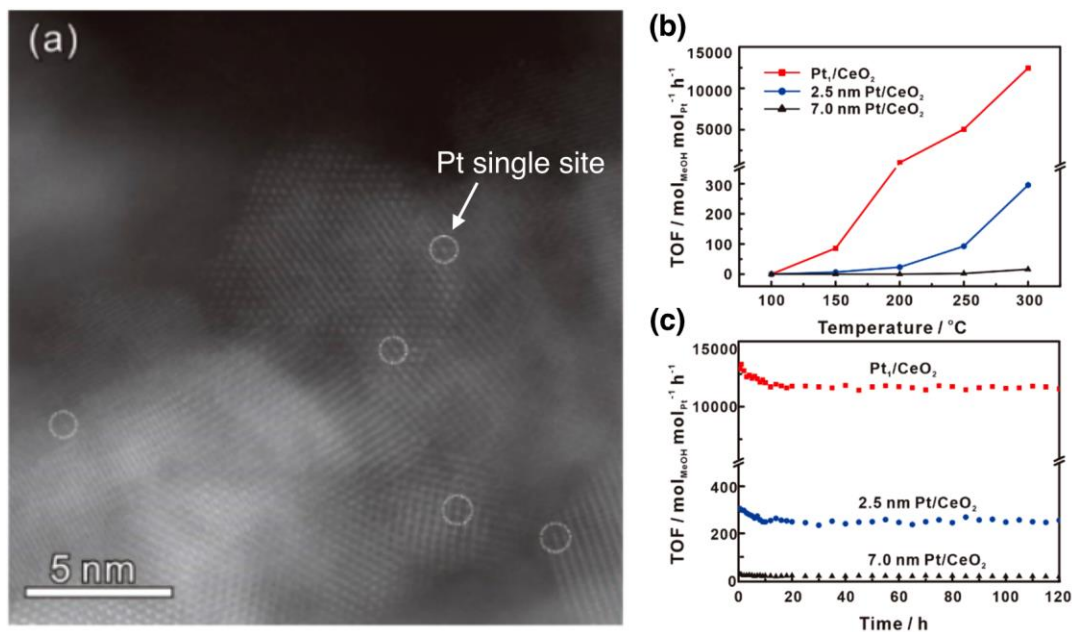 (a)
Pt single site
5 nm
(b)
15000
10000
5000
300
200
100
0
TOF / mol_MeOH mol_Pt⁻¹ h⁻¹
Pt₁/CeO₂
2.5 nm Pt/CeO₂
7.0 nm Pt/CeO₂
100 150 200 250 300
Temperature / °C
(c)
15000
10000
400
200
0
TOF / mol_MeOH mol_Pt⁻¹ h⁻¹
Pt₁/CeO₂
2.5 nm Pt/CeO₂
7.0 nm Pt/CeO₂
0 20 40 60 80 100 120
Time / h